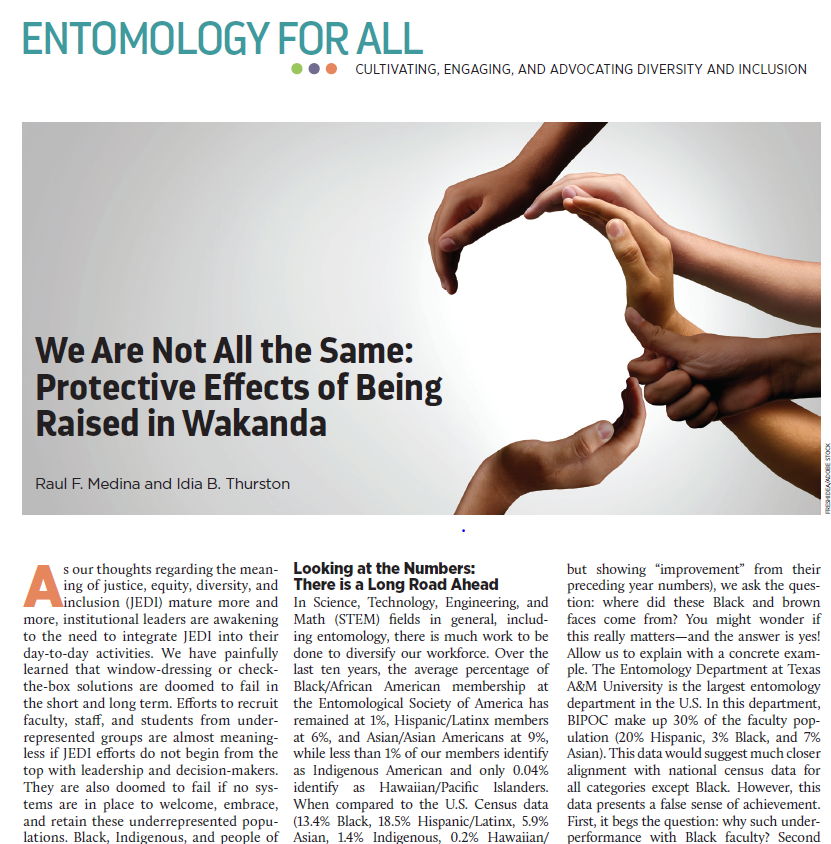 ENTOMOLOGY FOR ALL
CULTIVATING, ENGAGING, AND ADVOCATING DIVERSITY AND INCLUSION
We Are Not All the Same:
Protective Effects of Being
Raised in Wakanda
Raul F. Medina and Idia B. Thurston
FRESHIDEA/ADOBE STOCK
As our thoughts regarding the mean-
ing of justice, equity, diversity, and
inclusion (JEDI) mature more and
more, institutional leaders are awakening
to the need to integrate JEDI into their
day-to-day activities. We have painfully
learned that window-dressing or check-
the-box solutions are doomed to fail in
the short and long term. Efforts to recruit
faculty, staff, and students from under-
represented groups are almost meaning-
less if JEDI efforts do not begin from the
top with leadership and decision-makers.
They are also doomed to fail if no sys-
tems are in place to welcome, embrace,
and retain these underrepresented popu-
lations. Black, Indigenous, and people of
Looking at the Numbers:
There is a Long Road Ahead
In Science, Technology, Engineering, and
Math (STEM) fields in general, includ-
ing entomology, there is much work to be
done to diversify our workforce. Over the
last ten years, the average percentage of
Black/African American membership at
the Entomological Society of America has
remained at 1%, Hispanic/Latinx members
at 6%, and Asian/Asian Americans at 9%,
while less than 1% of our members identify
as Indigenous American and only 0.04%
identify as Hawaiian/Pacific Islanders.
When compared to the U.S. Census data
(13.4% Black, 18.5% Hispanic/Latinx, 5.9%
Asian, 1.4% Indigenous, 0.2% Hawaiian/
but showing “improvement” from their
preceding year numbers), we ask the ques-
tion: where did these Black and brown
faces come from? You might wonder if
this really matters—and the answer is yes!
Allow us to explain with a concrete exam-
ple. The Entomology Department at Texas
A&M University is the largest entomology
department in the U.S. In this department,
BIPOC make up 30% of the faculty pop-
ulation (20% Hispanic, 3% Black, and 7%
Asian). This data would suggest much closer
alignment with national census data for
all categories except Black. However, this
data presents a false sense of achievement.
First, it begs the question: why such under-
performance with Black faculty? Second